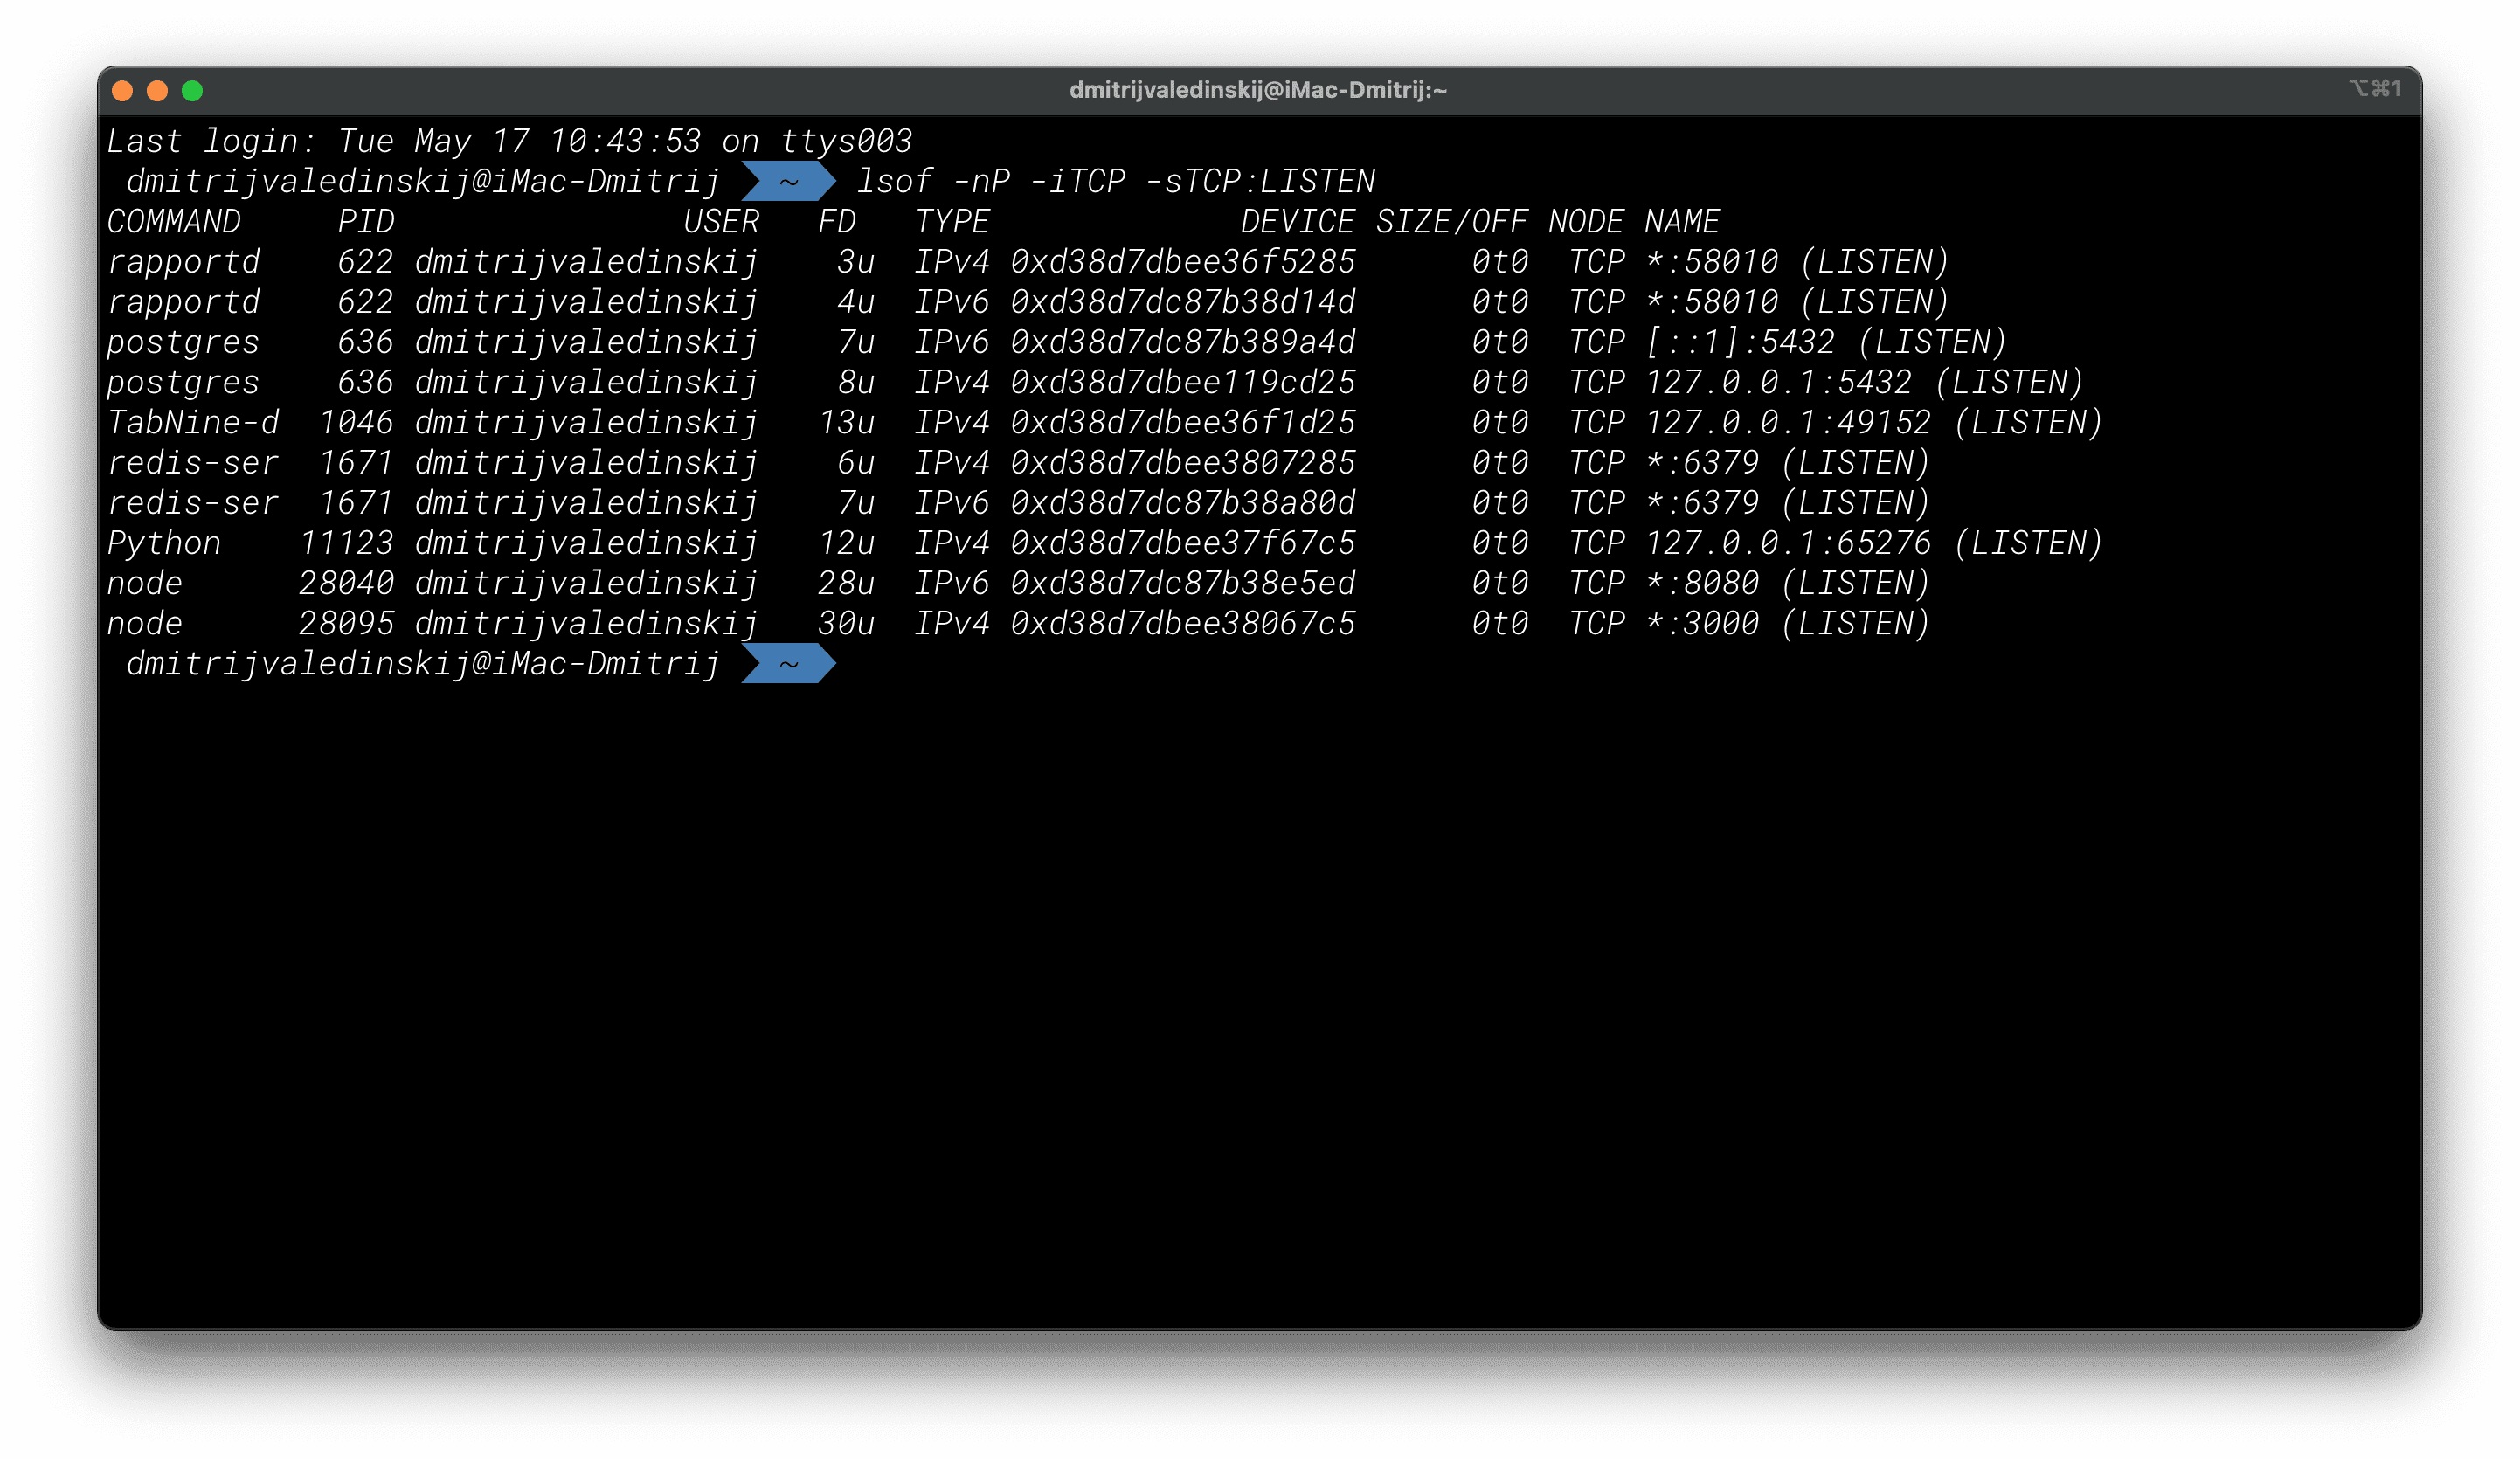 dmitrijvaledinskij@iMac-Dmitrij:~ ⌥⌘1
Last login: Tue May 17 10:43:53 on ttys003
dmitrijvaledinskij@iMac-Dmitrij ~ lsof -nP -iTCP -sTCP:LISTEN
COMMAND PID USER FD TYPE DEVICE SIZE/OFF NODE NAME
rapportd 622 dmitrijvaledinskij 3u IPv4 0xd38d7dbee36f5285 0t0 TCP *:58010 (LISTEN)
rapportd 622 dmitrijvaledinskij 4u IPv6 0xd38d7dc87b38d14d 0t0 TCP *:58010 (LISTEN)
postgres 636 dmitrijvaledinskij 7u IPv6 0xd38d7dc87b389a4d 0t0 TCP [::1]:5432 (LISTEN)
postgres 636 dmitrijvaledinskij 8u IPv4 0xd38d7dbee119cd25 0t0 TCP 127.0.0.1:5432 (LISTEN)
TabNine-d 1046 dmitrijvaledinskij 13u IPv4 0xd38d7dbee36f1d25 0t0 TCP 127.0.0.1:49152 (LISTEN)
redis-ser 1671 dmitrijvaledinskij 6u IPv4 0xd38d7dbee3807285 0t0 TCP *:6379 (LISTEN)
redis-ser 1671 dmitrijvaledinskij 7u IPv6 0xd38d7dc87b38a80d 0t0 TCP *:6379 (LISTEN)
Python 11123 dmitrijvaledinskij 12u IPv4 0xd38d7dbee37f67c5 0t0 TCP 127.0.0.1:65276 (LISTEN)
node 28040 dmitrijvaledinskij 28u IPv6 0xd38d7dc87b38e5ed 0t0 TCP *:8080 (LISTEN)
node 28095 dmitrijvaledinskij 30u IPv4 0xd38d7dbee38067c5 0t0 TCP *:3000 (LISTEN)
dmitrijvaledinskij@iMac-Dmitrij ~